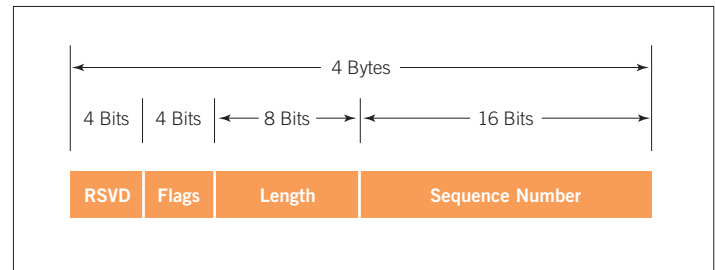 4 Bytes
4 Bits 4 Bits 8 Bits 16 Bits
RSVD Flags Length Sequence Number